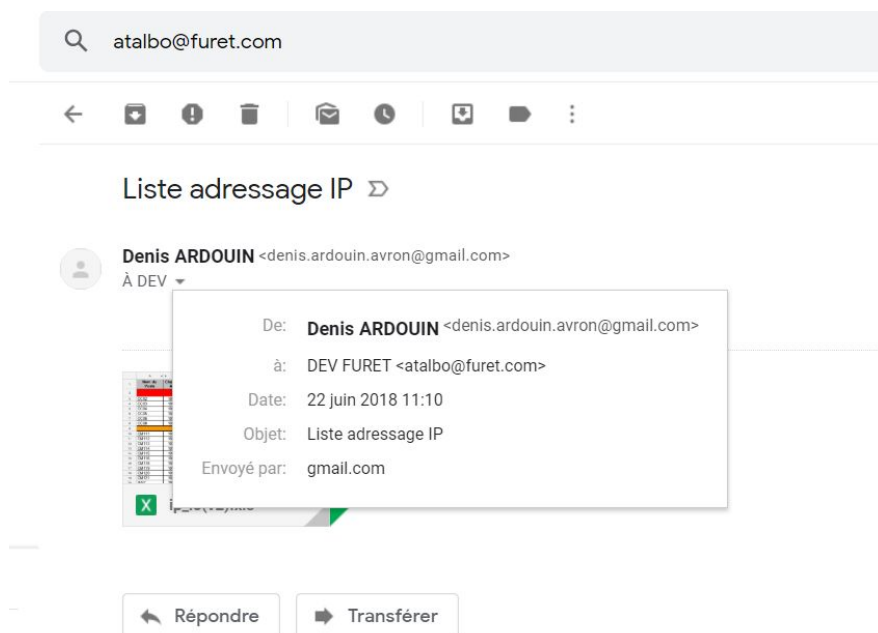 atalbo@furet.com
Liste adressage IP
Denis ARDOUIN <denis.ardouin.avron@gmail.com>
À DEV
De: Denis ARDOUIN <denis.ardouin.avron@gmail.com>
à: DEV FURET <atalbo@furet.com>
Date: 22 juin 2018 11:10
Objet: Liste adressage IP
Envoyé par: gmail.com
X
Répondre
Transférer